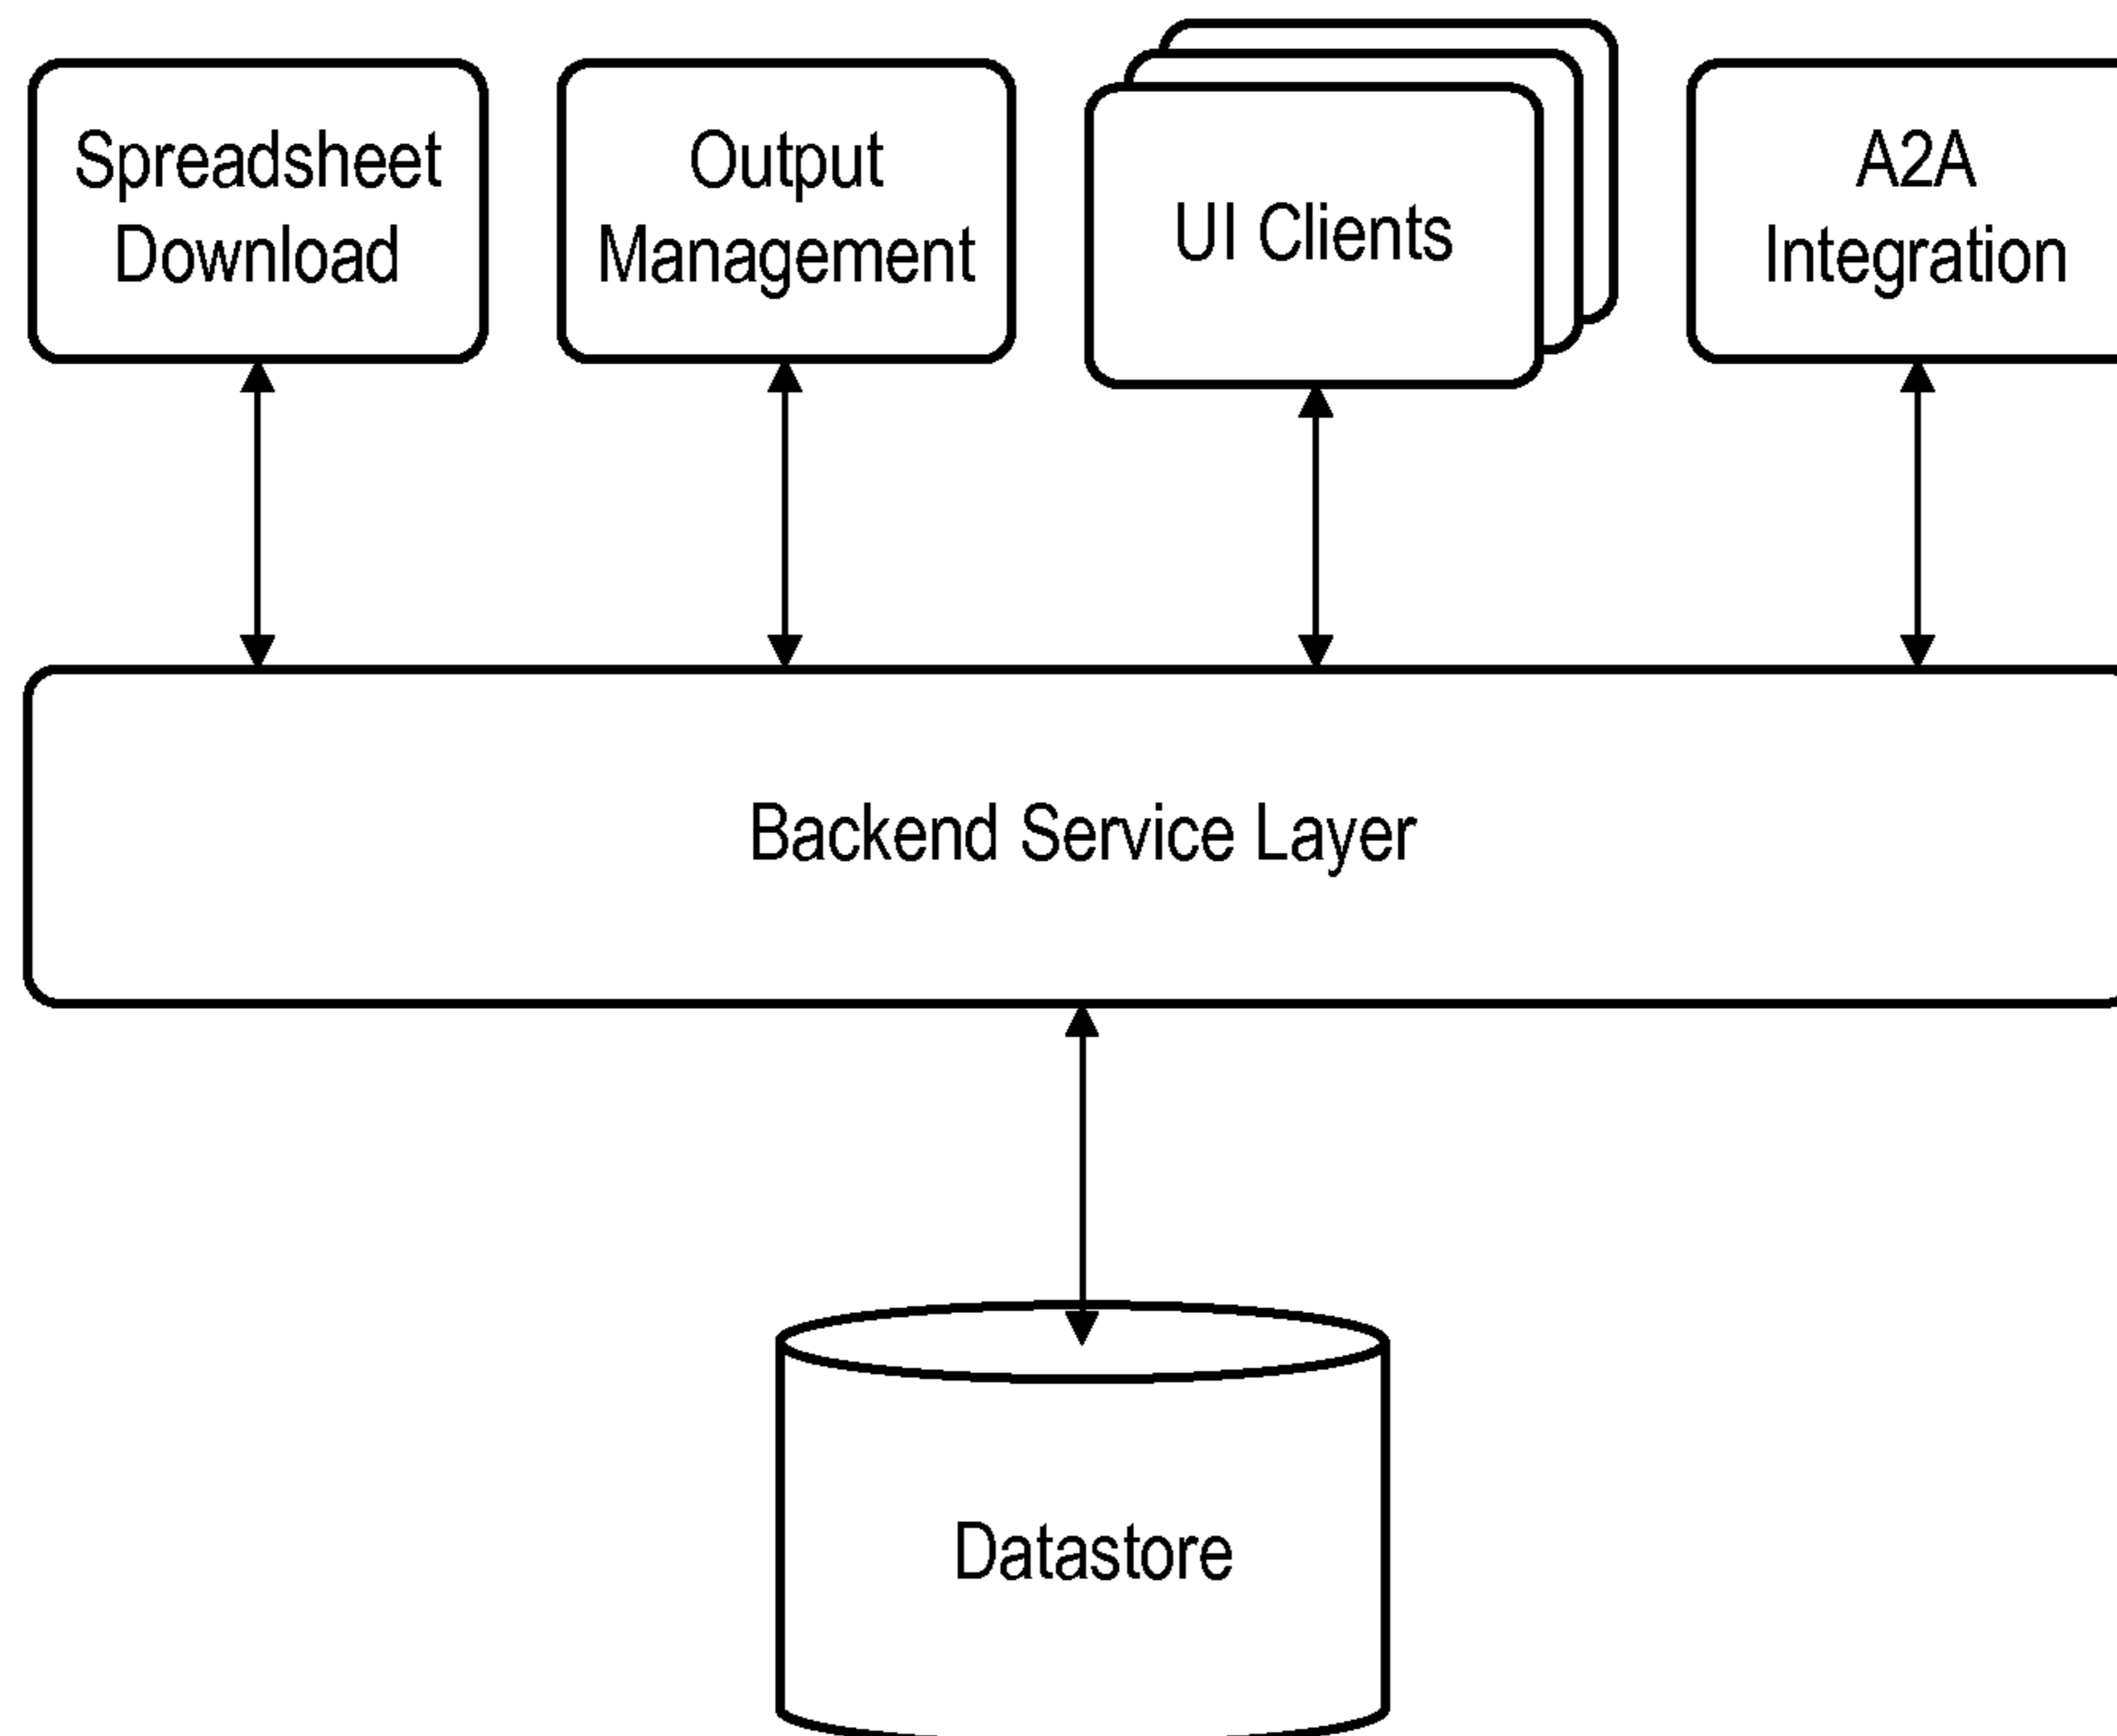 Spreadsheet
Download
Output
Management
UI Clients
A2A
Integration
Backend Service Layer
Datastore